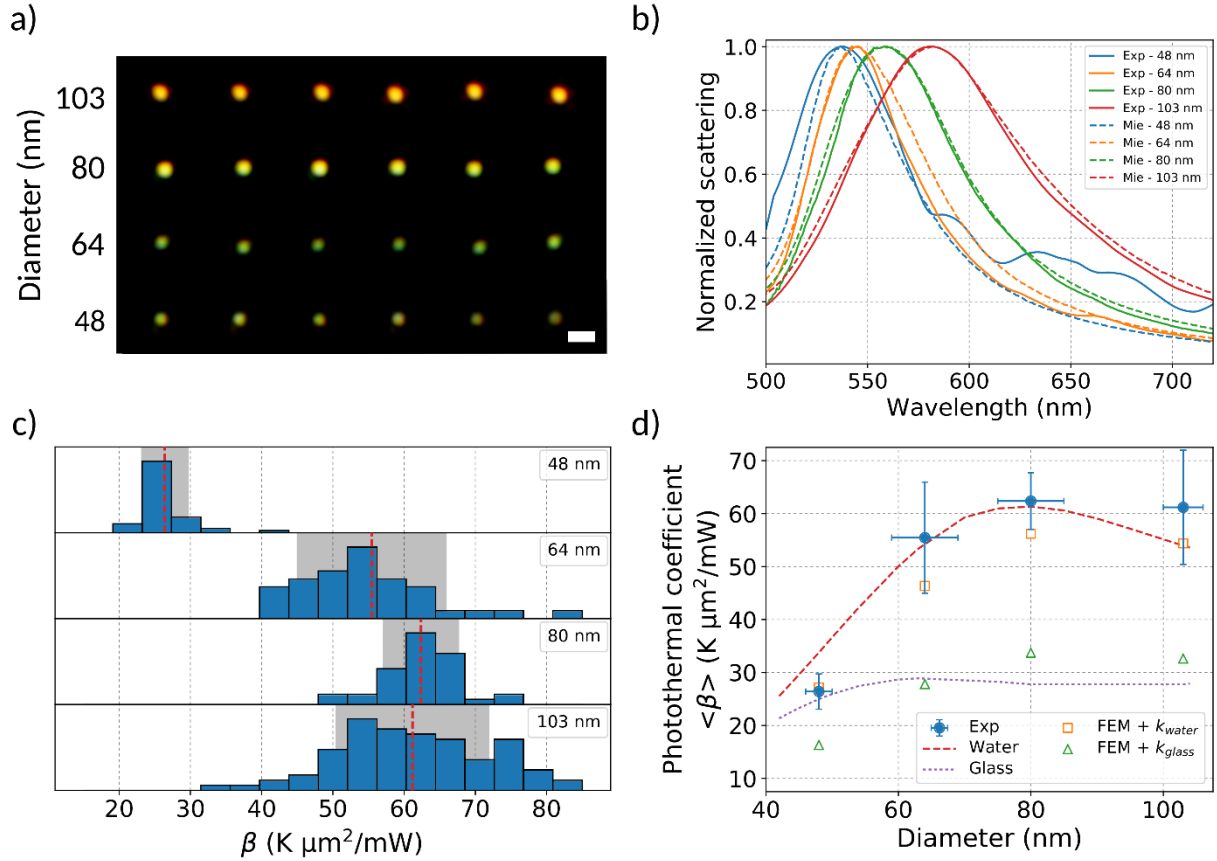 a)
Diameter (nm)
103
80
64
48
b)
Normalized scattering
1.0
0.8
0.6
0.4
0.2
500
550
600
650
700
Wavelength (nm)
Exp - 48 nm
Exp - 64 nm
Exp - 80 nm
Exp - 103 nm
Mie - 48 nm
Mie - 64 nm
Mie - 80 nm
Mie - 103 nm
c)
48 nm
64 nm
80 nm
103 nm
20
30
40
50
60
70
80
β (K µm²/mW)
d)
Photothermal coefficient
<β> (K µm²/mW)
70
60
50
40
30
20
10
40
60
80
100
Diameter (nm)
Exp
Water
Glass
FEM + k_water
FEM + k_glass